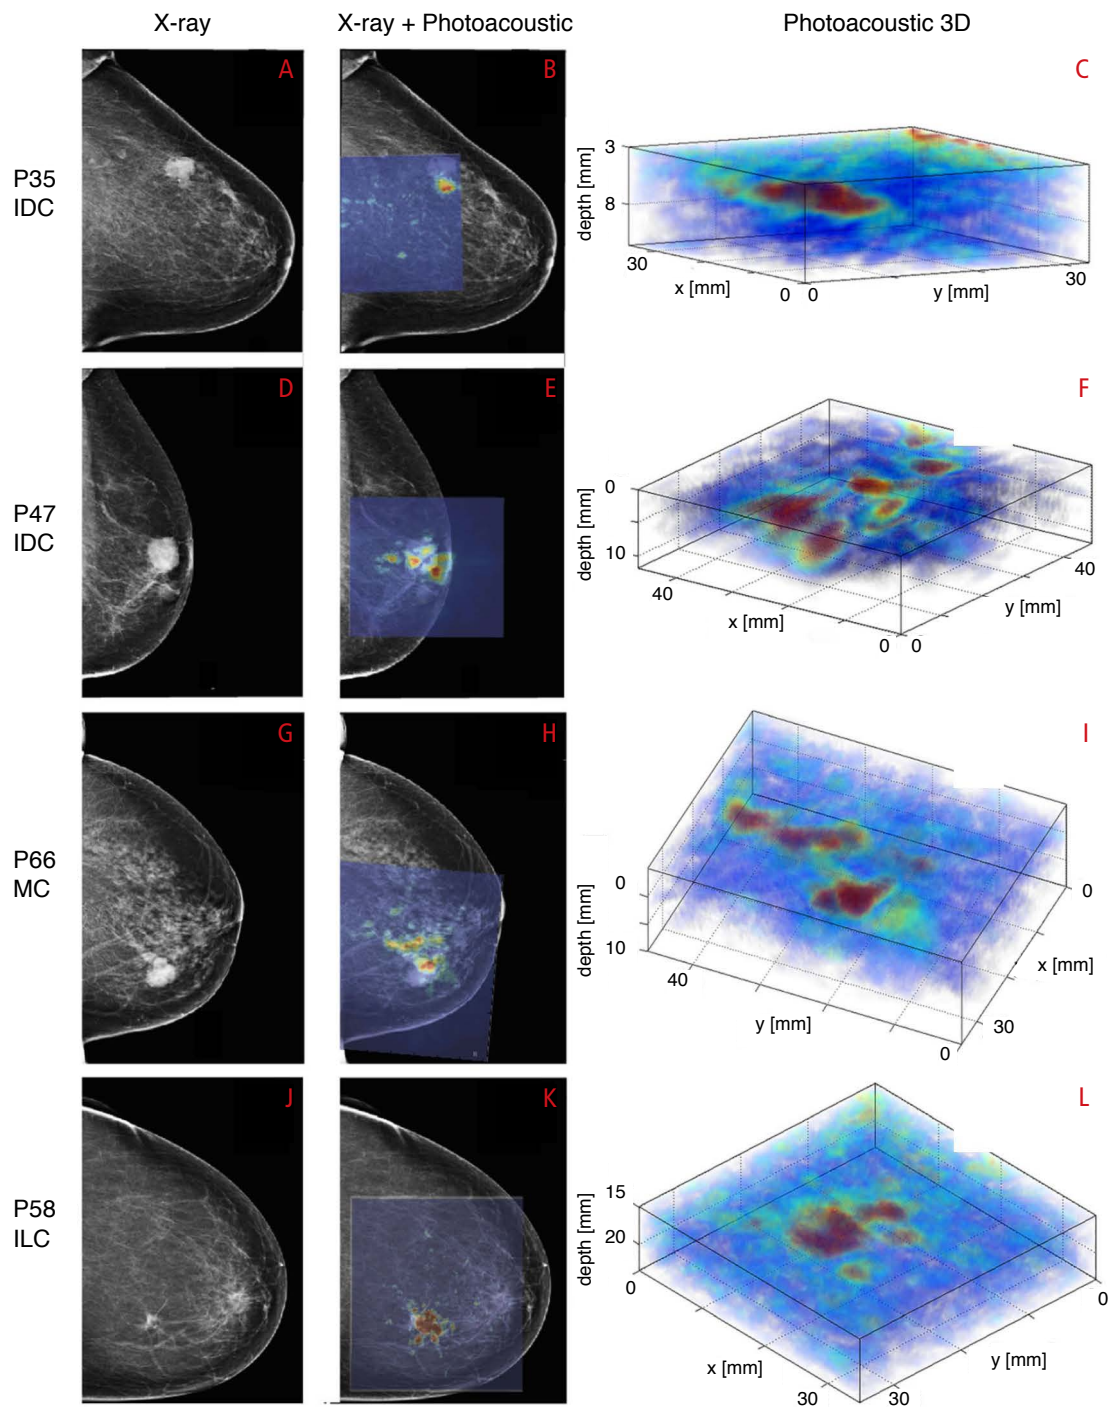 X-ray
X-ray + Photoacoustic
Photoacoustic 3D
P35
IDC
A
B
C
3
8
depth [mm]
30
x [mm]
0
0
y [mm]
30
P47
IDC
D
E
F
0
10
depth [mm]
40
x [mm]
0
0
y [mm]
40
P66
MC
G
H
I
0
10
depth [mm]
40
y [mm]
0
30
x [mm]
0
P58
ILC
J
K
L
15
20
depth [mm]
0
x [mm]
30
30
y [mm]
0